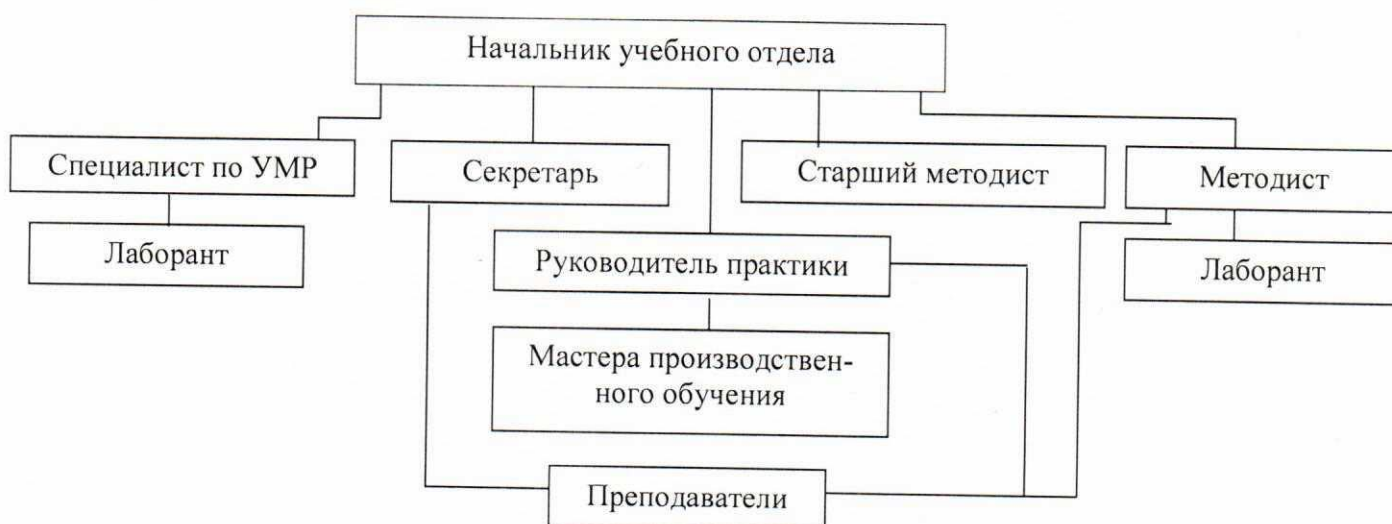 Начальник учебного отдела
Специалист по УМР
Секретарь
Старший методист
Методист
Лаборант
Руководитель практики
Лаборант
Мастера производствен-
ного обучения
Преподаватели